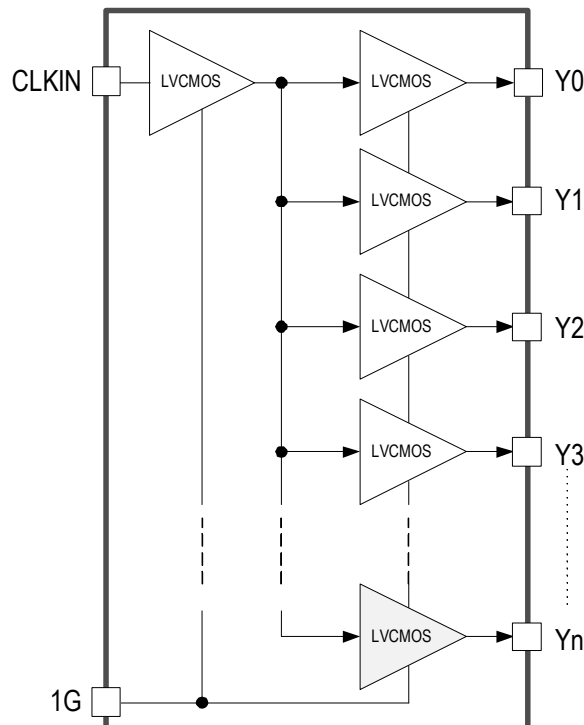 CLKIN
LVCMOS
LVCMOS
Y0
LVCMOS
Y1
LVCMOS
Y2
LVCMOS
Y3
LVCMOS
Yn
1G